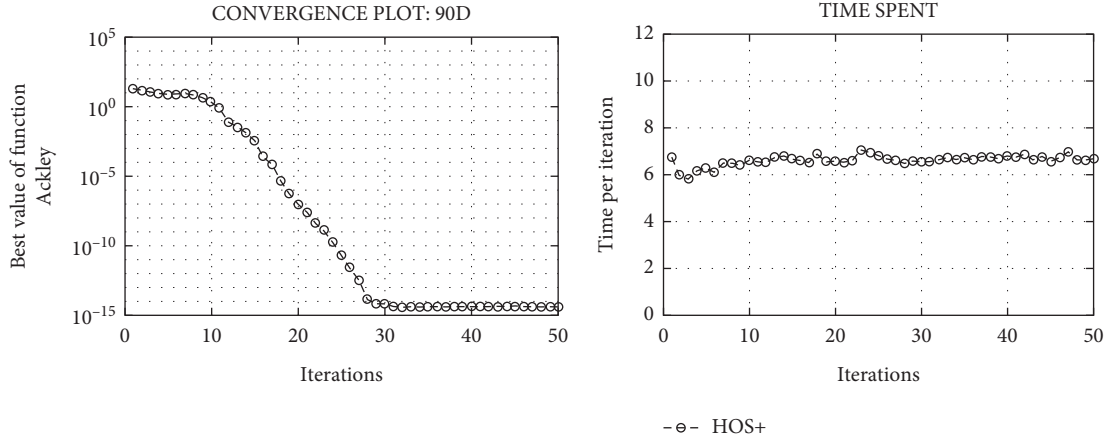 CONVERGENCE PLOT: 90D
10^5
10^0
10^-5
10^-10
10^-15
0 10 20 30 40 50
Iterations
Best value of function
Ackley
TIME SPENT
12
10
8
6
4
2
0
0 10 20 30 40 50
Iterations
Time per iteration
HOS+